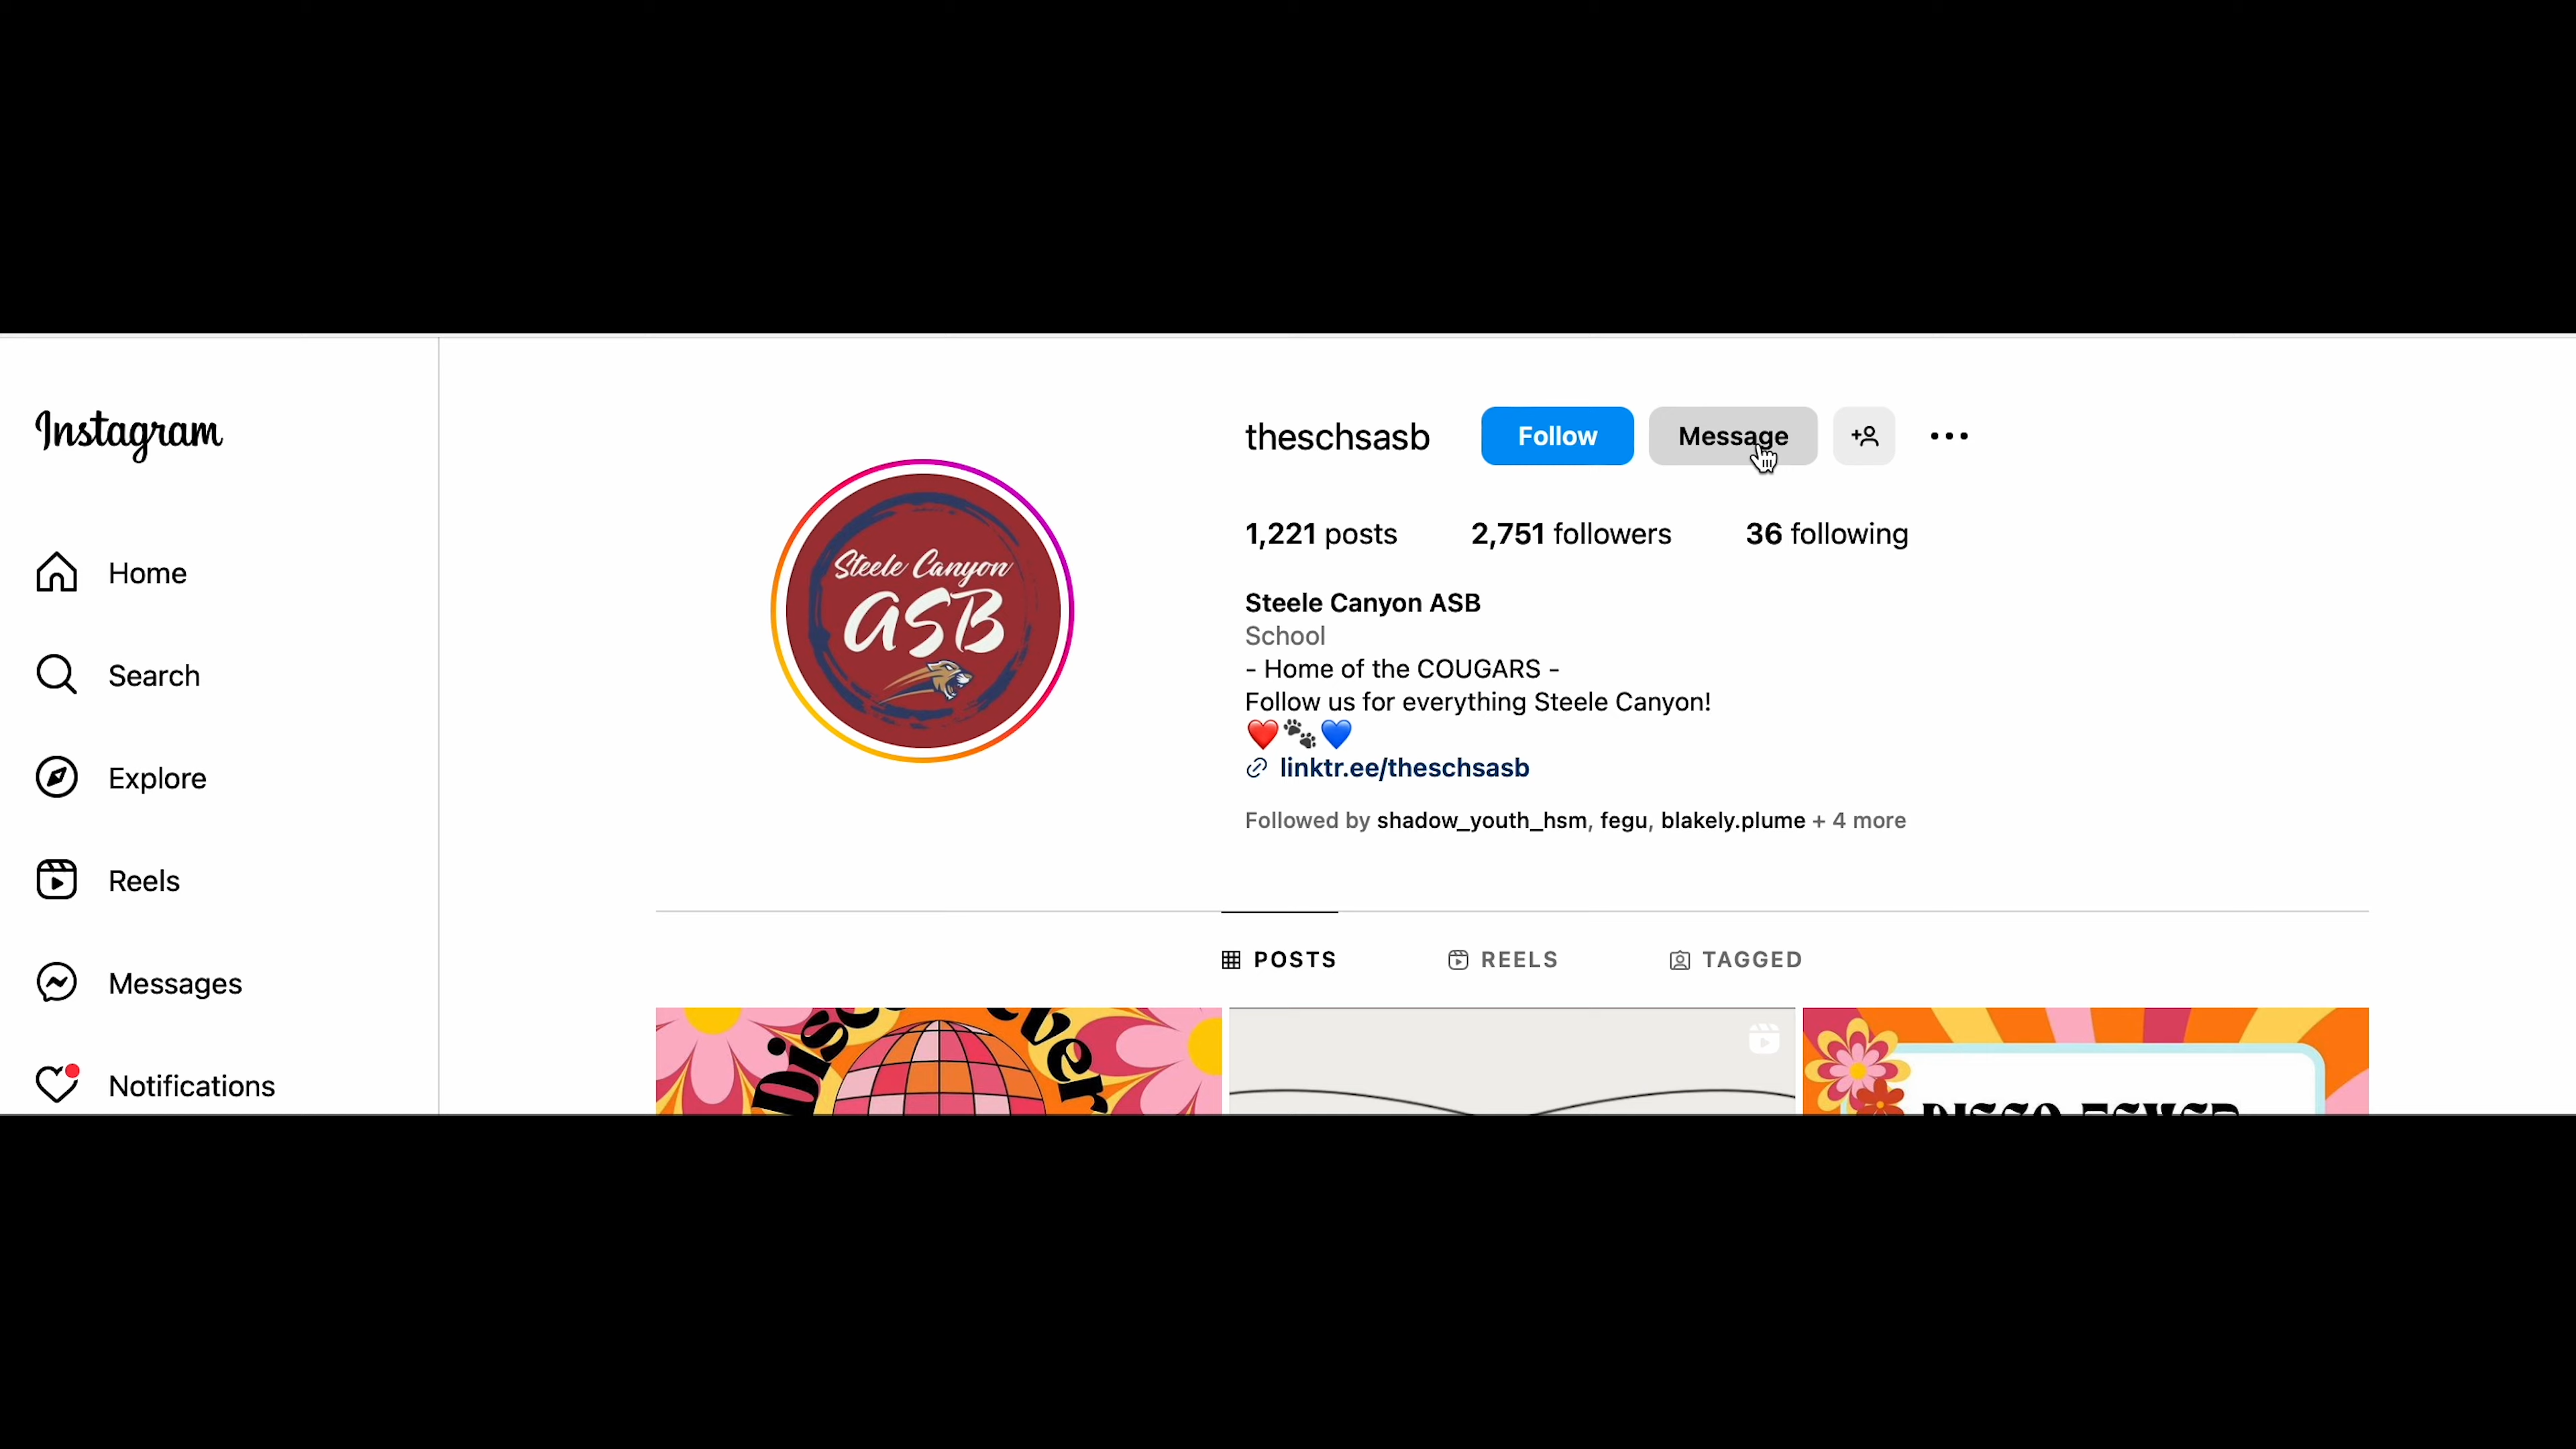 Instagram
Home
Search
Explore
Reels
Messages
Notifications
Steele Canyon
ASB
theschsasb Follow Message
1,221 posts 2,751 followers 36 following
Steele Canyon ASB
School
- Home of the COUGARS -
Follow us for everything Steele Canyon!
❤️🐾💙
linktr.ee/theschsasb
Followed by shadow_youth_hsm, fegu, blakely.plume + 4 more
POSTS REELS TAGGED
DISCO FEVER